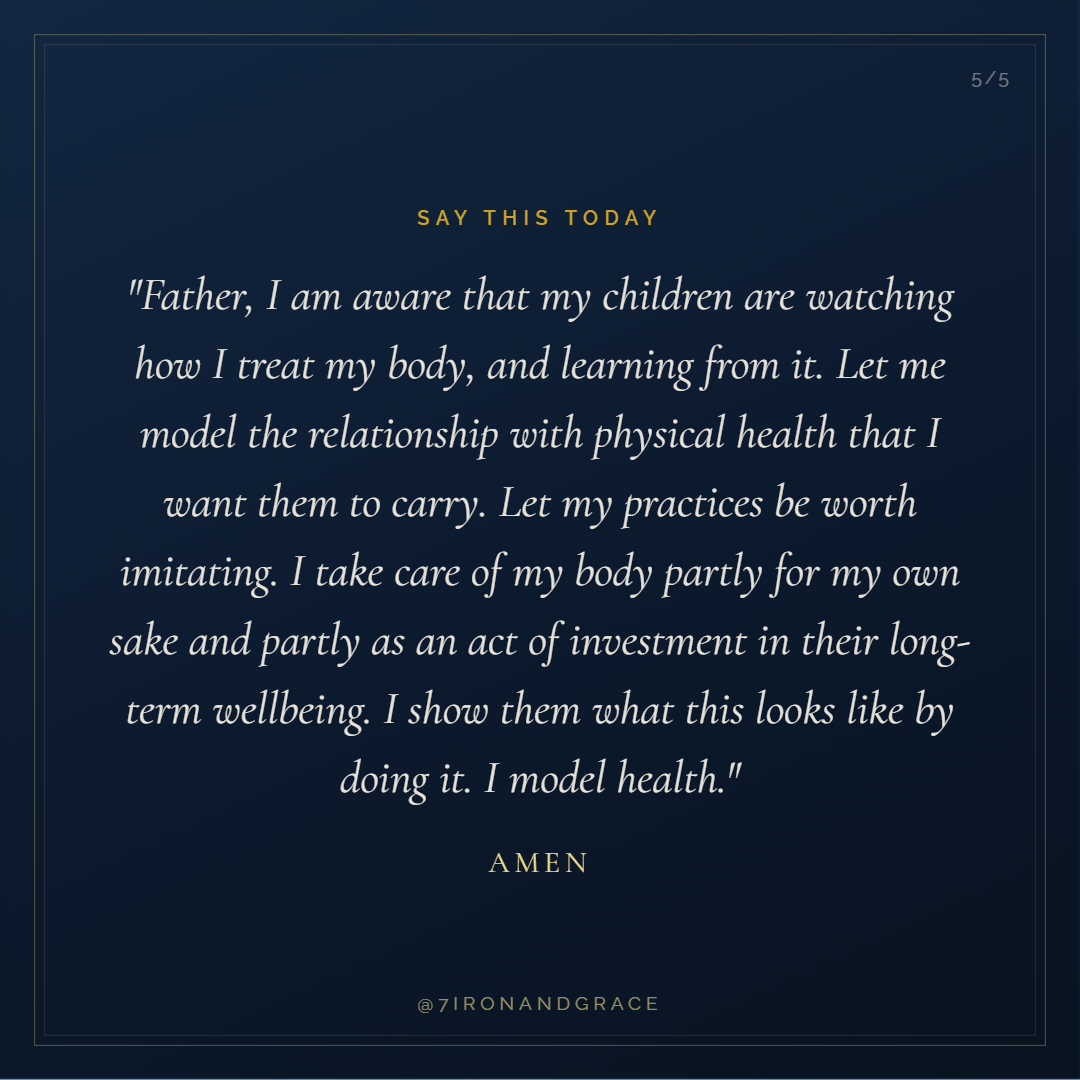 5/5
SAY THIS TODAY
"Father, I am aware that my children are watching
how I treat my body, and learning from it. Let me
model the relationship with physical health that I
want them to carry. Let my practices be worth
imitating. I take care of my body partly for my own
sake and partly as an act of investment in their long-
term wellbeing. I show them what this looks like by
doing it. I model health."
AMEN
@7IRONANDGRACE